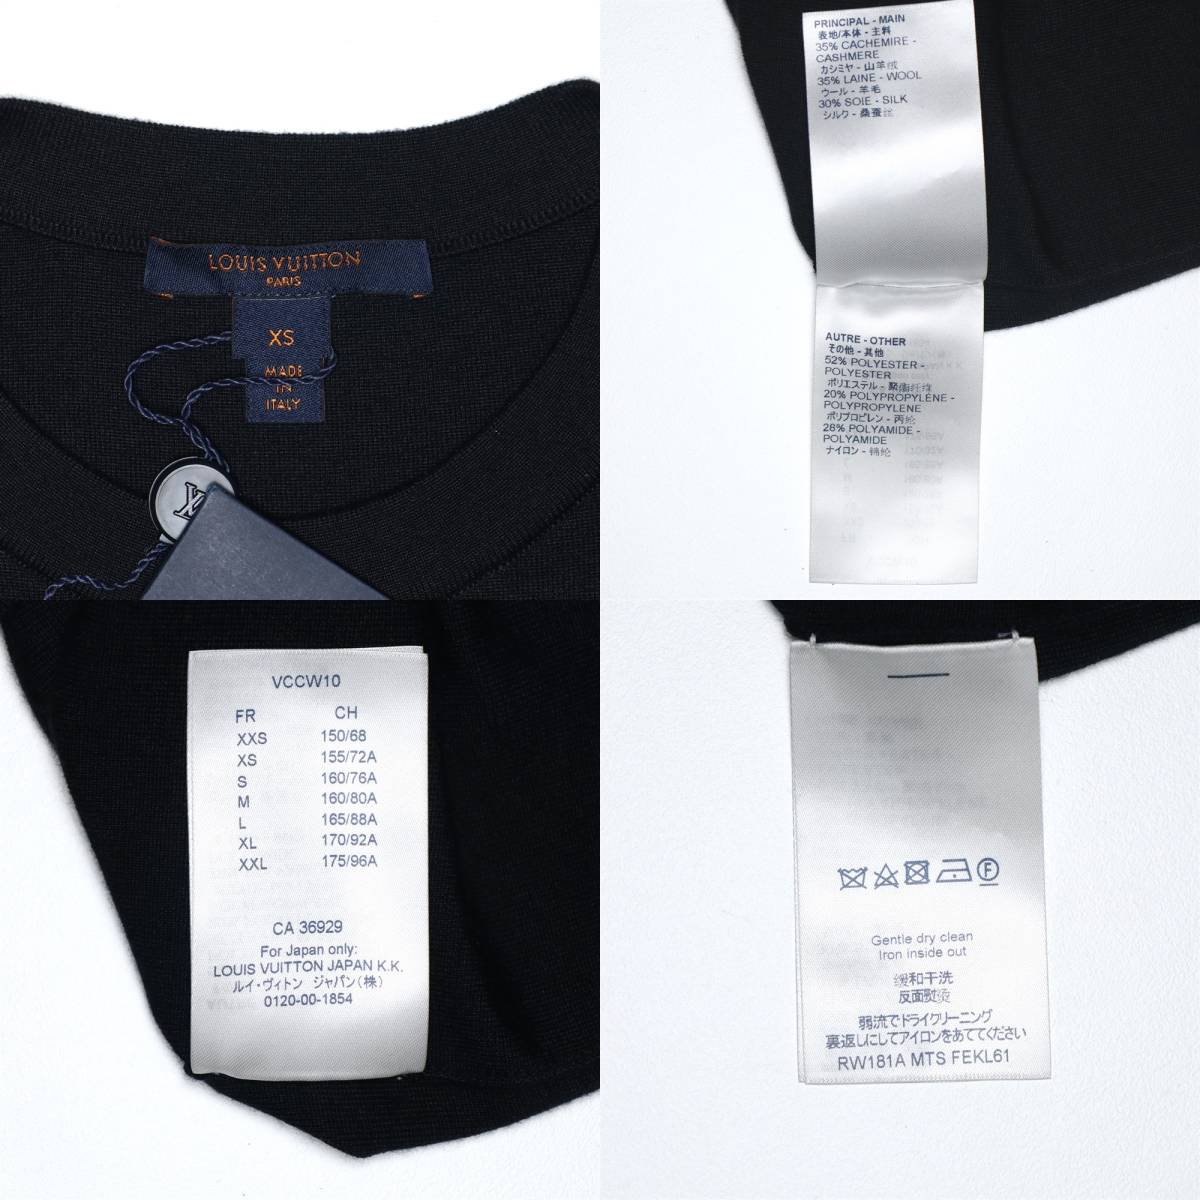 LOUIS VUITTON
PARIS
XS
MADE
IN
ITALY
PRINCIPAL - MAIN
表地/本体 - 主料
35% CACHEMIRE -
CASHMERE
カシミヤ - 山羊绒
35% LAINE - WOOL
ウール - 羊毛
30% SOIE - SILK
シルク - 桑蚕丝
AUTRE - OTHER
その他 - 其他
52% POLYESTER -
POLYESTER
ポリエステル - 聚酯纤维
20% POLYPROPYLÈNE -
POLYPROPYLENE
ポリプロピレン - 丙纶
28% POLYAMIDE -
POLYAMIDE
ナイロン - 锦纶
VCCW10
FR CH
XXS 150/68
XS 155/72A
S 160/76A
M 160/80A
L 165/88A
XL 170/92A
XXL 175/96A
CA 36929
For Japan only:
LOUIS VUITTON JAPAN K.K.
ルイ・ヴィトン ジャパン(株)
0120-00-1854
F
Gentle dry clean
Iron inside out
缓和干洗
反面熨烫
弱流でドライクリーニング
裏返しにしてアイロンをあててください
RW181A MTS FEKL61